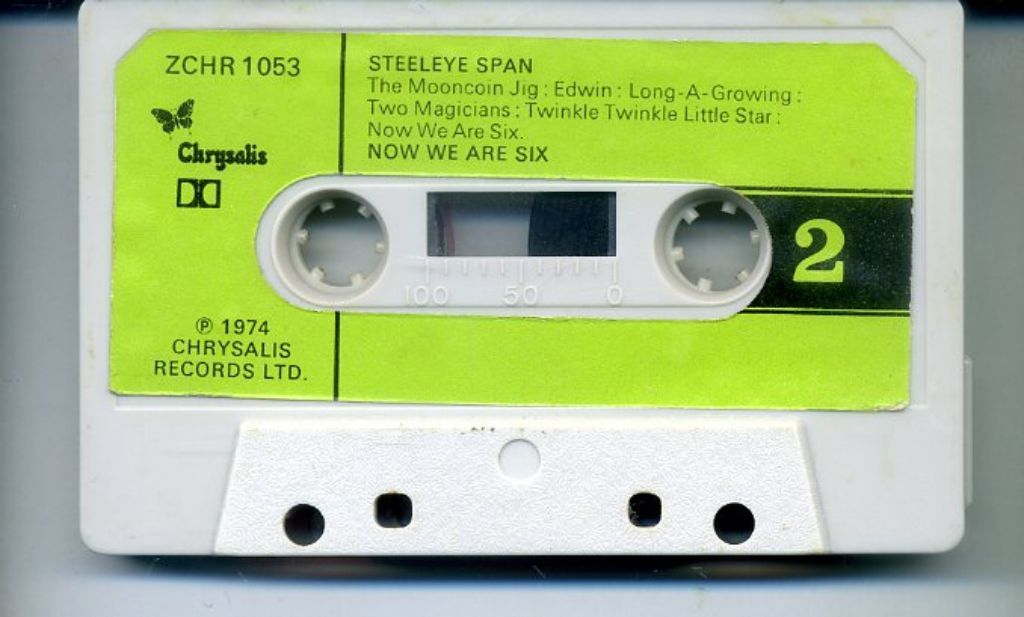 ZCHR 1053
Chrysalis
STEELEYE SPAN
The Mooncoin Jig : Edwin : Long-A-Growing :
Two Magicians : Twinkle Twinkle Little Star :
Now We Are Six.
NOW WE ARE SIX
2
100 50 0
℗ 1974
CHRYSALIS
RECORDS LTD.